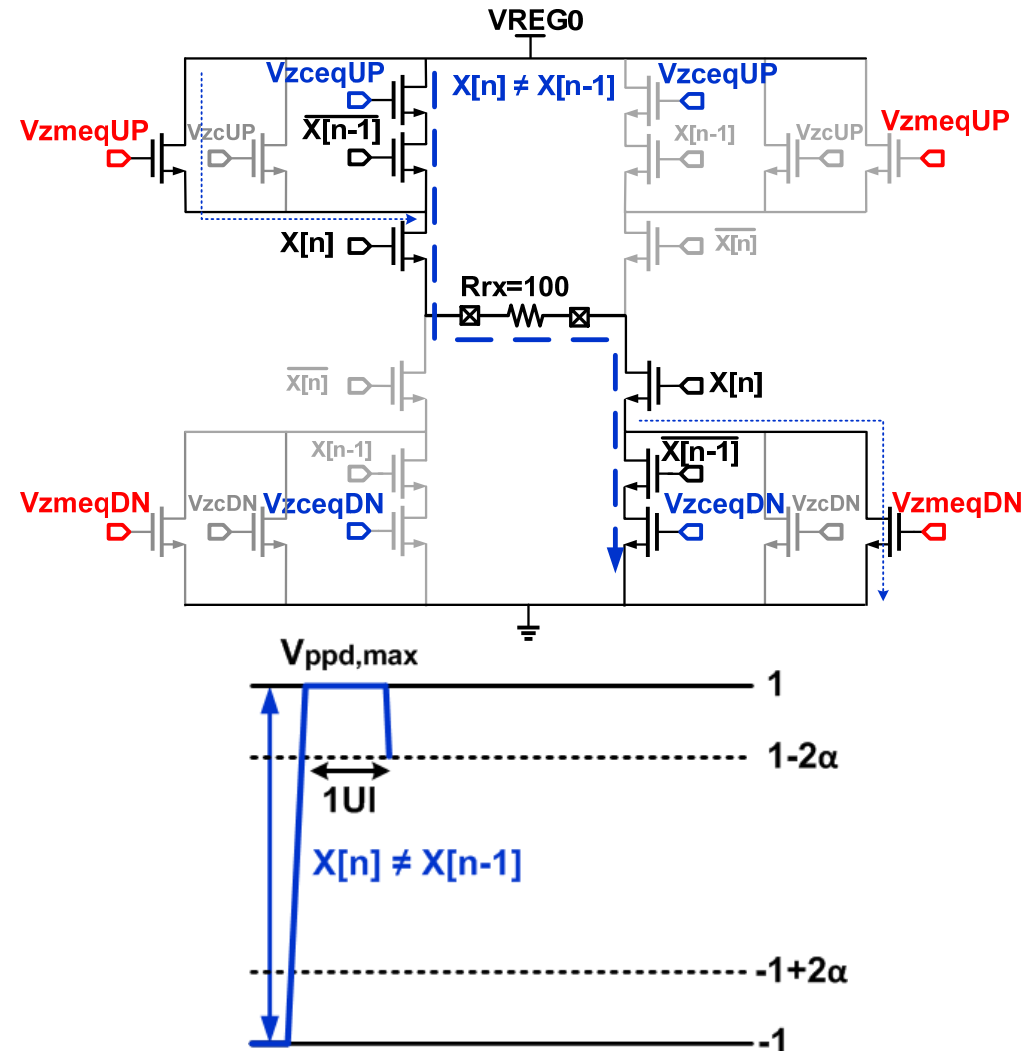 VREG0
VzceqUP X[n] ≠ X[n-1] VzceqUP
VzmeqUP VzcUP X[n-1]̅ X[n-1] VzcUP VzmeqUP
X[n] X[n]̅
Rrx=100
X[n]̅ X[n]
X[n-1] X[n-1]̅
VzmeqDN VzcDN VzceqDN VzceqDN VzcDN VzmeqDN
Vppd,max
1
1-2α
1UI
X[n] ≠ X[n-1]
-1+2α
-1